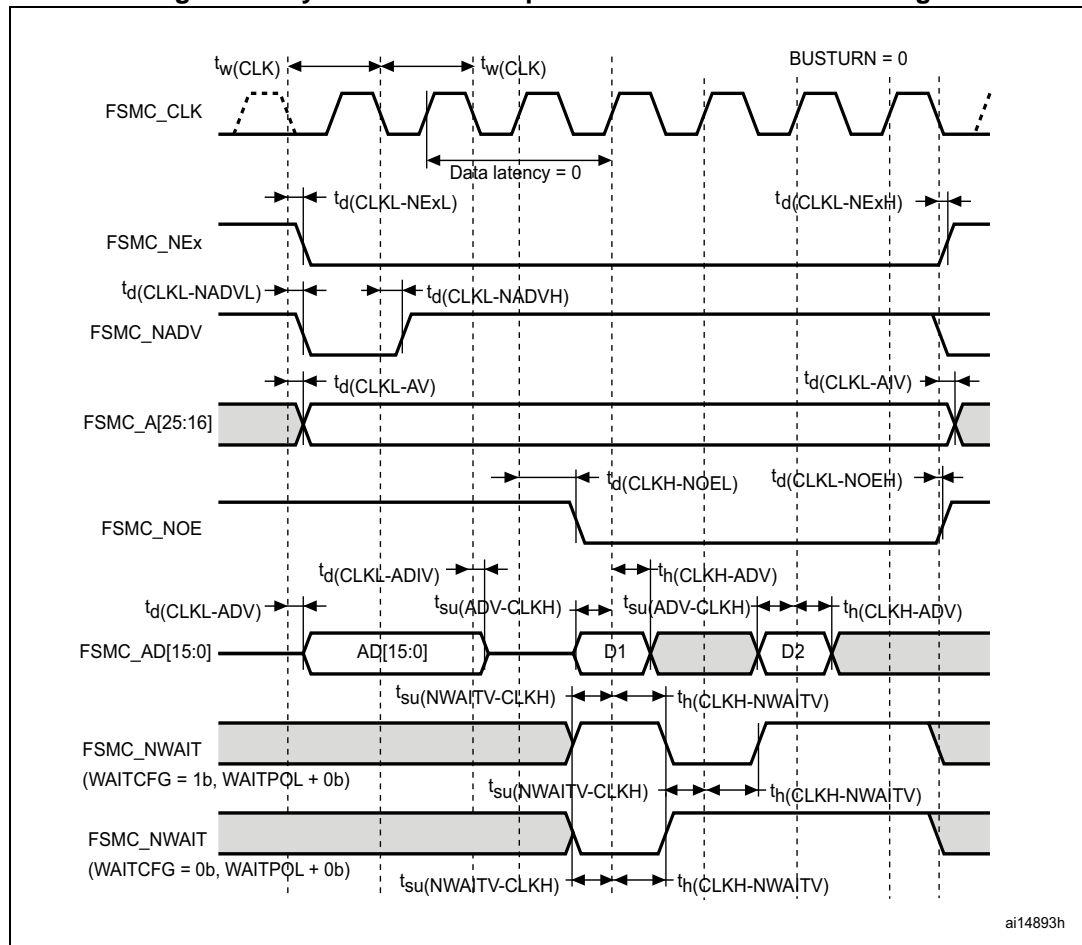 tw(CLK) tw(CLK) BUSTURN = 0
FSMC_CLK
Data latency = 0
td(CLKL-NExL) td(CLKL-NExH)
FSMC_NEx
td(CLKL-NADVL) td(CLKL-NADVH)
FSMC_NADV
td(CLKL-AV) td(CLKL-AIV)
FSMC_A[25:16]
td(CLKH-NOEL) td(CLKL-NOEH)
FSMC_NOE
td(CLKL-ADIV) th(CLKH-ADV)
td(CLKL-ADV) tsu(ADV-CLKH) tsu(ADV-CLKH) th(CLKH-ADV)
FSMC_AD[15:0] AD[15:0] D1 D2
tsu(NWAITV-CLKH) th(CLKH-NWAITV)
FSMC_NWAIT
(WAITCFG = 1b, WAITPOL + 0b)
tsu(NWAITV-CLKH) th(CLKH-NWAITV)
FSMC_NWAIT
(WAITCFG = 0b, WAITPOL + 0b)
tsu(NWAITV-CLKH) th(CLKH-NWAITV)
ai14893h